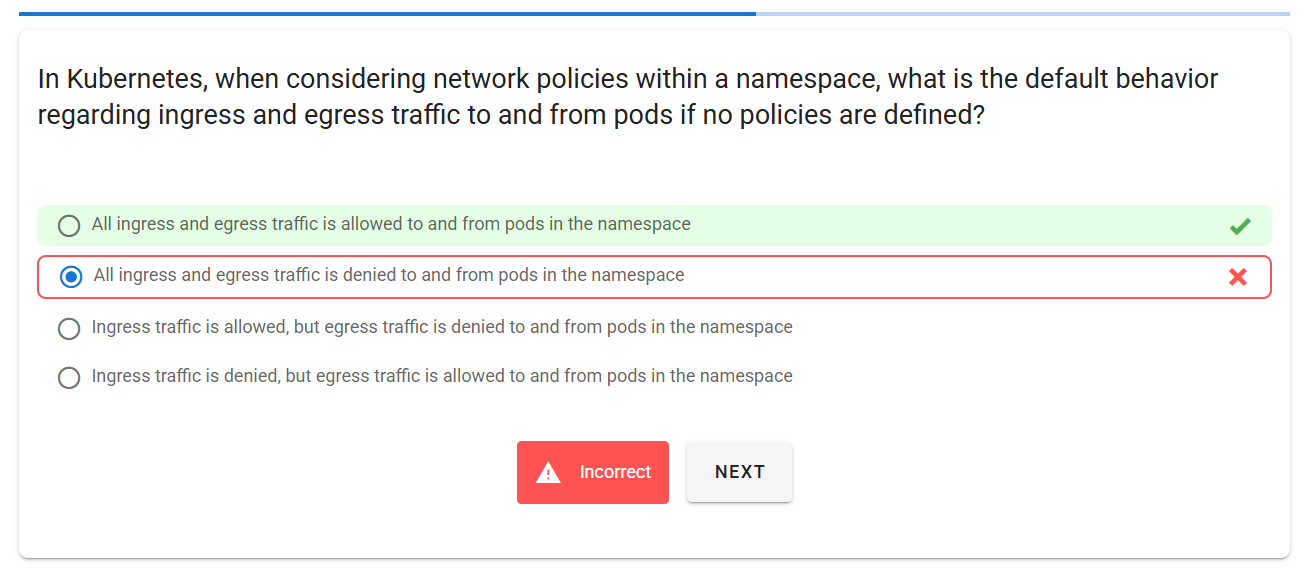 In Kubernetes, when considering network policies within a namespace, what is the default behavior
regarding ingress and egress traffic to and from pods if no policies are defined?
All ingress and egress traffic is allowed to and from pods in the namespace
All ingress and egress traffic is denied to and from pods in the namespace
Ingress traffic is allowed, but egress traffic is denied to and from pods in the namespace
Ingress traffic is denied, but egress traffic is allowed to and from pods in the namespace
Incorrect
NEXT